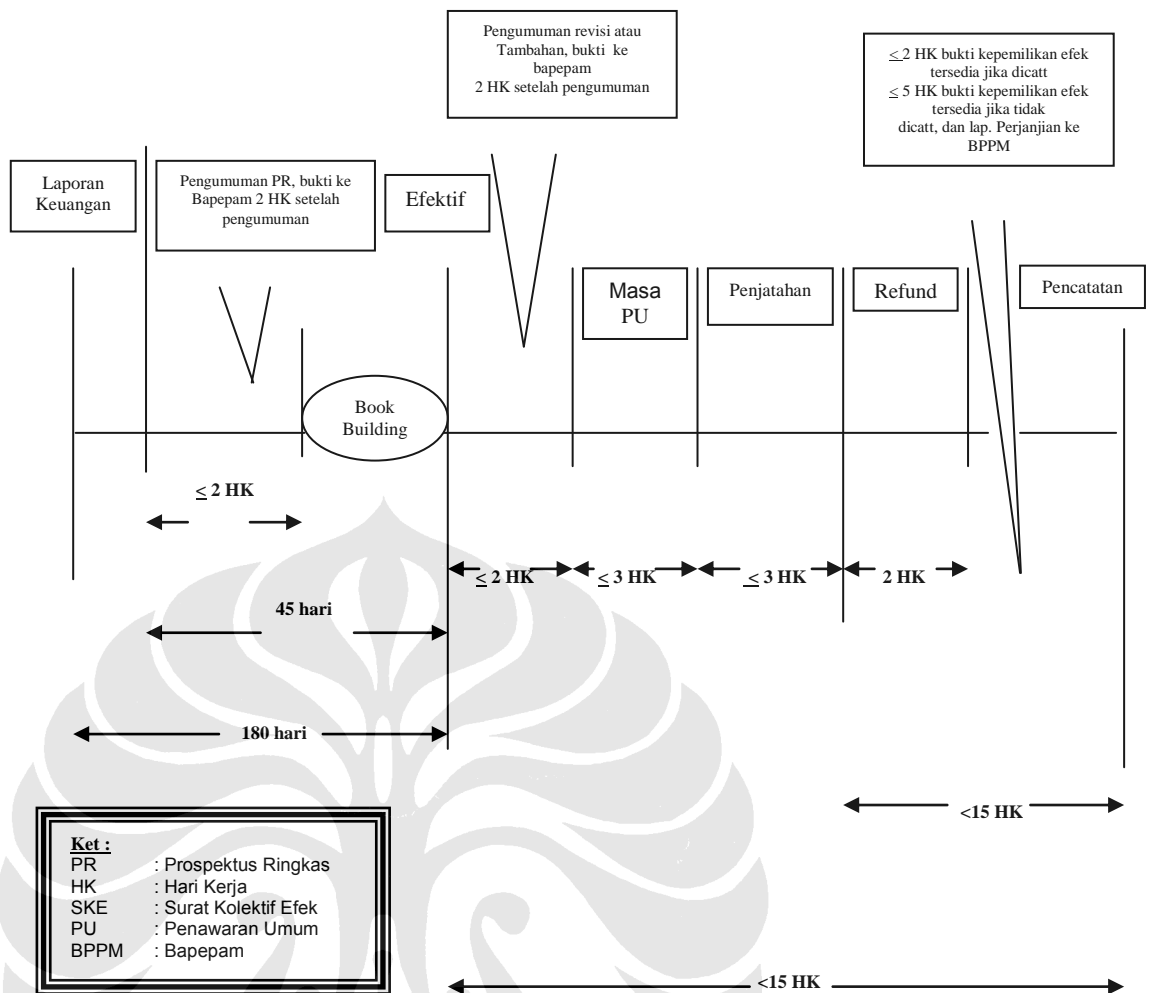 Pengumuman revisi atau
Tambahan, bukti ke
bapepam
2 HK setelah pengumuman
≤ 2 HK bukti kepemilikan efek
tersedia jika dicatt
≤ 5 HK bukti kepemilikan efek
tersedia jika tidak
dicatt, dan lap. Perjanjian ke
BPPM
Laporan
Keuangan
Pengumuman PR, bukti ke
Bapepam 2 HK setelah
pengumuman
Efektif
Masa
PU
Penjatahan
Refund
Pencatatan
Book
Building
≤ 2 HK
≤ 2 HK
≤ 3 HK
≤ 3 HK
2 HK
45 hari
180 hari
<15 HK
Ket :
PR : Prospektus Ringkas
HK : Hari Kerja
SKE : Surat Kolektif Efek
PU : Penawaran Umum
BPPM : Bapepam
<15 HK